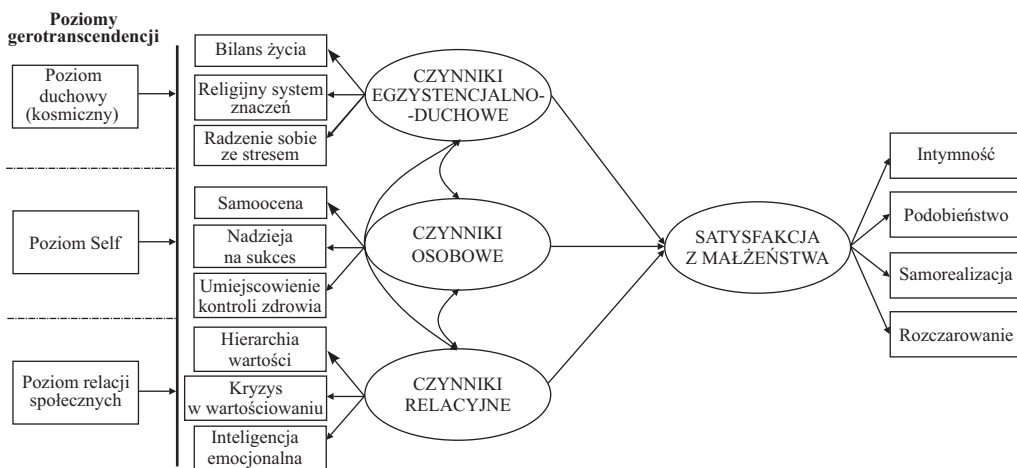 Poziomy
gerotranscendencji
Poziom
duchowy
(kosmiczny)
Poziom Self
Poziom relacji
społecznych
Bilans życia
Religijny system
znaczeń
Radzenie sobie
ze stresem
Samoocena
Nadzieja
na sukces
Umiejscowienie
kontroli zdrowia
Hierarchia
wartości
Kryzys
w wartościowaniu
Inteligencja
emocjonalna
CZYNNIKI
EGZYSTENCJALNO-
-DUCHOWE
CZYNNIKI
OSOBOWE
CZYNNIKI
RELACYJNE
SATYSFAKCJA
Z MAŁŻEŃSTWA
Intymność
Podobieństwo
Samorealizacja
Rozczarowanie